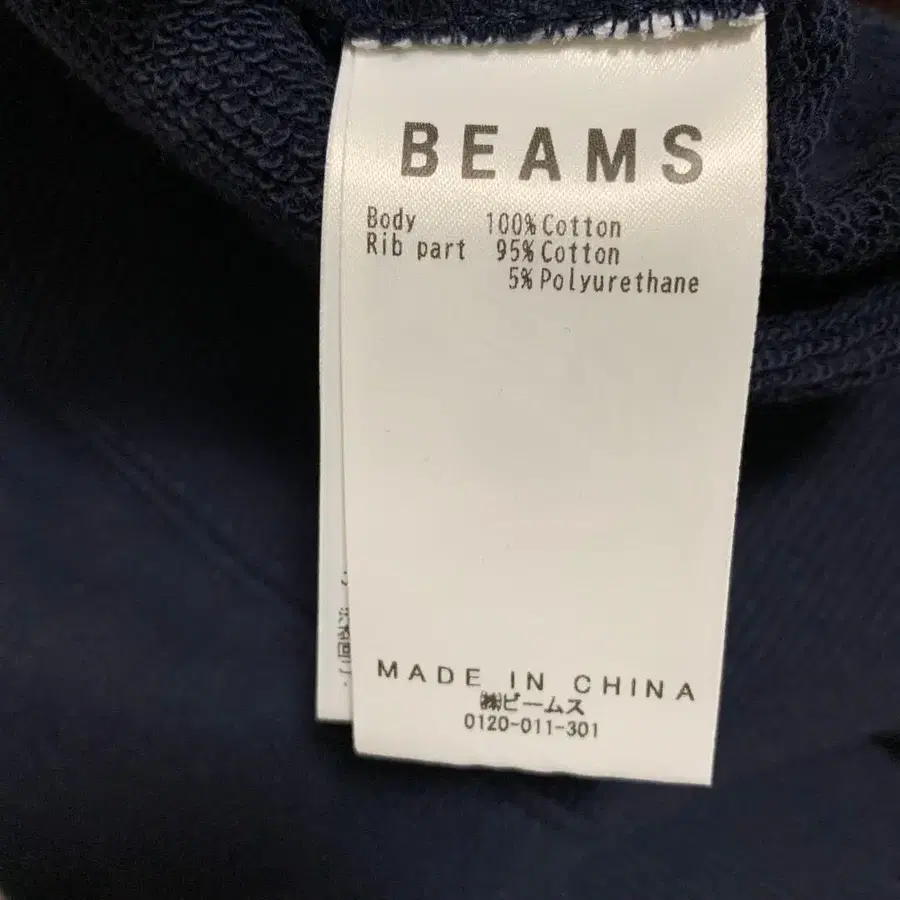 BEAMS
Body 100% Cotton
Rib part 95% Cotton
5% Polyurethane
MADE IN CHINA
㈱ビームス
0120-011-301